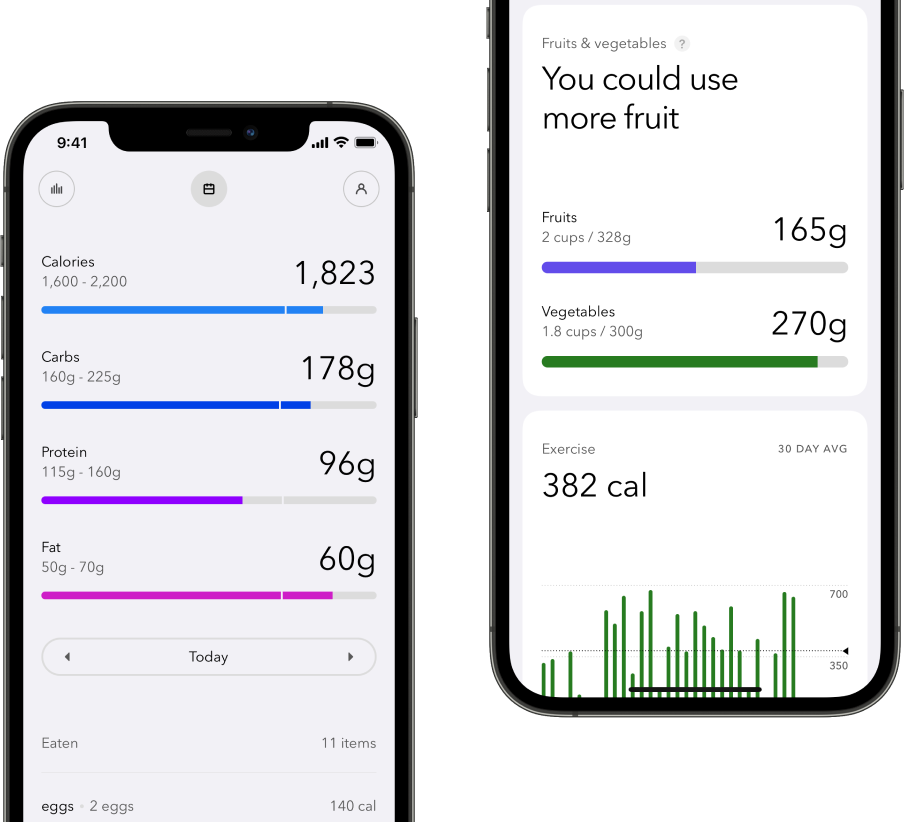 9:41
Calories
1,600 - 2,200
1,823
Carbs
160g - 225g
178g
Protein
115g - 160g
96g
Fat
50g - 70g
60g
Today
Eaten
11 items
eggs • 2 eggs
140 cal
Fruits & vegetables ?
You could use
more fruit
Fruits
2 cups / 328g
165g
Vegetables
1.8 cups / 300g
270g
Exercise
30 DAY AVG
382 cal
700
350